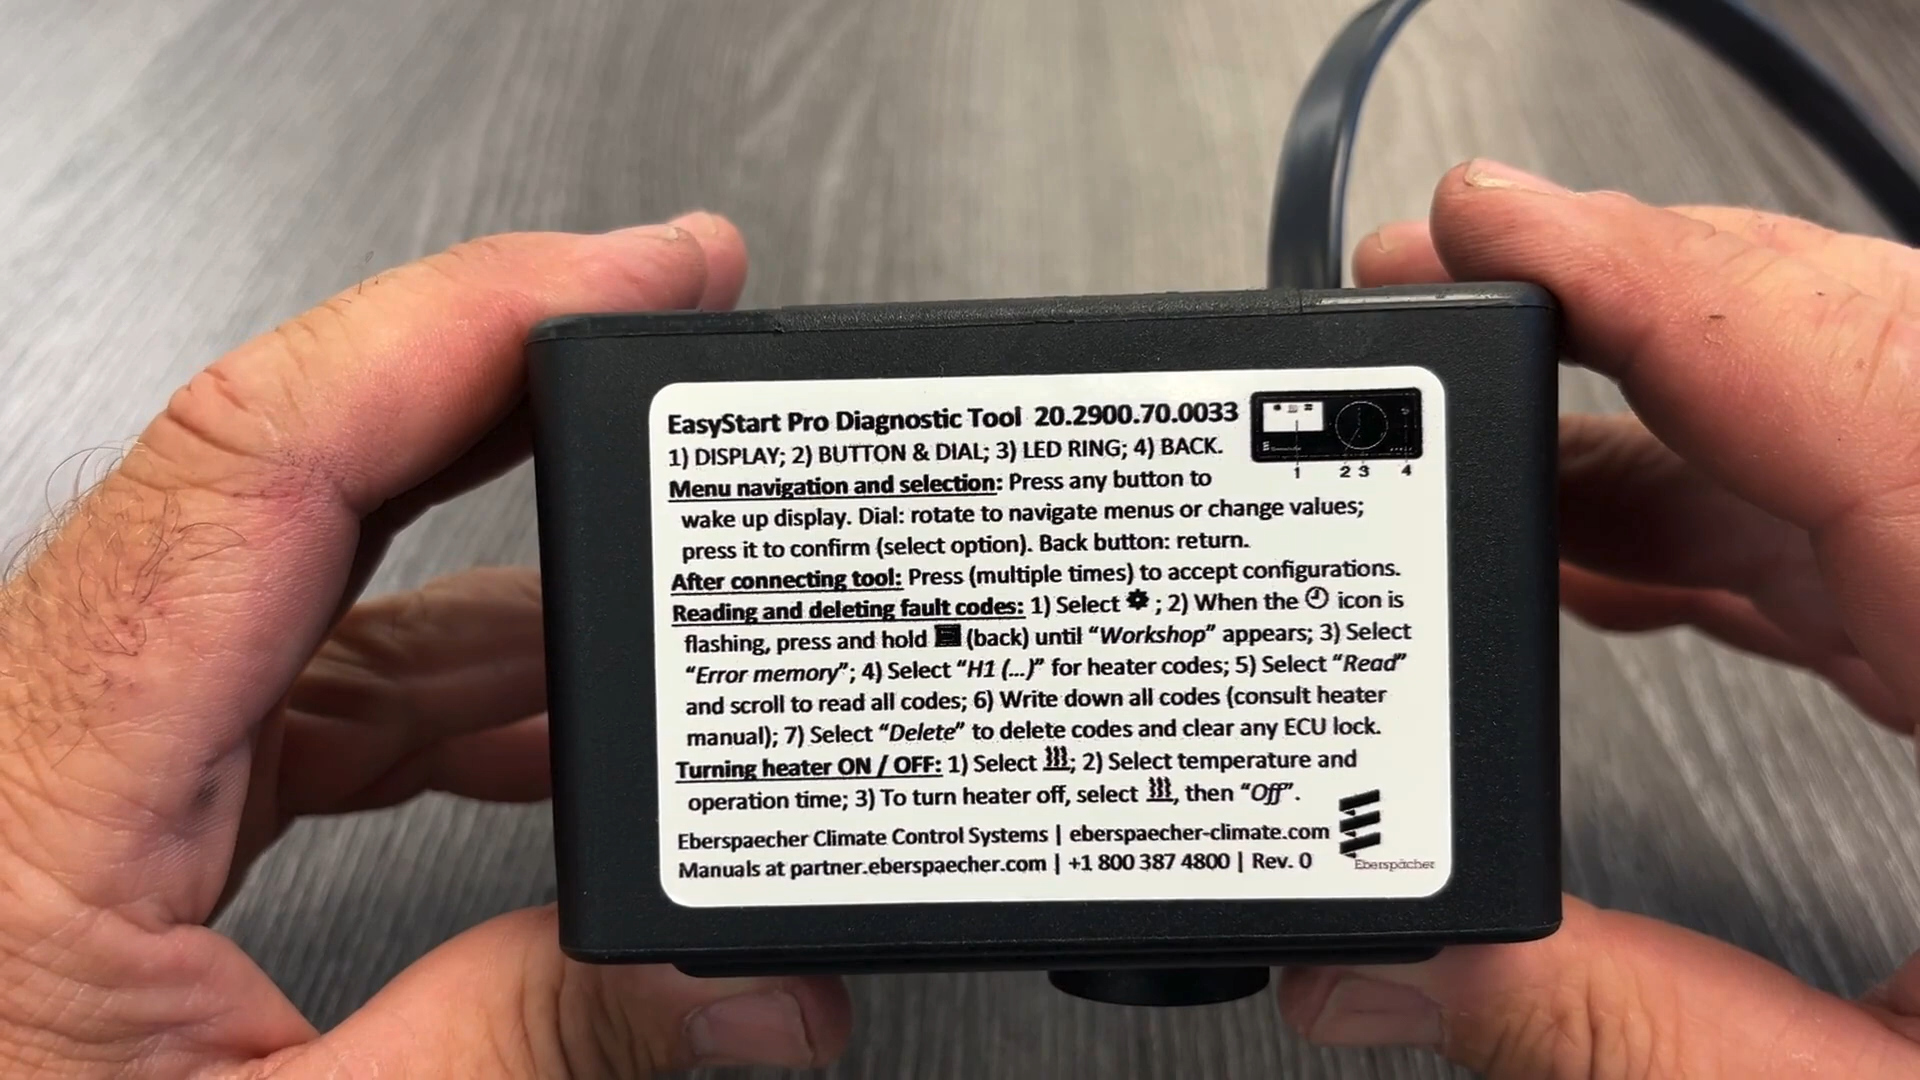 EasyStart Pro Diagnostic Tool 20.2900.70.0033
1) DISPLAY; 2) BUTTON & DIAL; 3) LED RING; 4) BACK.
1 2 3 4
Menu navigation and selection: Press any button to
wake up display. Dial: rotate to navigate menus or change values;
press it to confirm (select option). Back button: return.
After connecting tool: Press (multiple times) to accept configurations.
Reading and deleting fault codes: 1) Select ; 2) When the icon is
flashing, press and hold (back) until “Workshop” appears; 3) Select
“Error memory”; 4) Select “H1 (...)” for heater codes; 5) Select “Read”
and scroll to read all codes; 6) Write down all codes (consult heater
manual); 7) Select “Delete” to delete codes and clear any ECU lock.
Turning heater ON / OFF: 1) Select ; 2) Select temperature and
operation time; 3) To turn heater off, select , then “Off”.
Eberspaecher Climate Control Systems | eberspaecher-climate.com
Manuals at partner.eberspaecher.com | +1 800 387 4800 | Rev. 0
Eberspächer